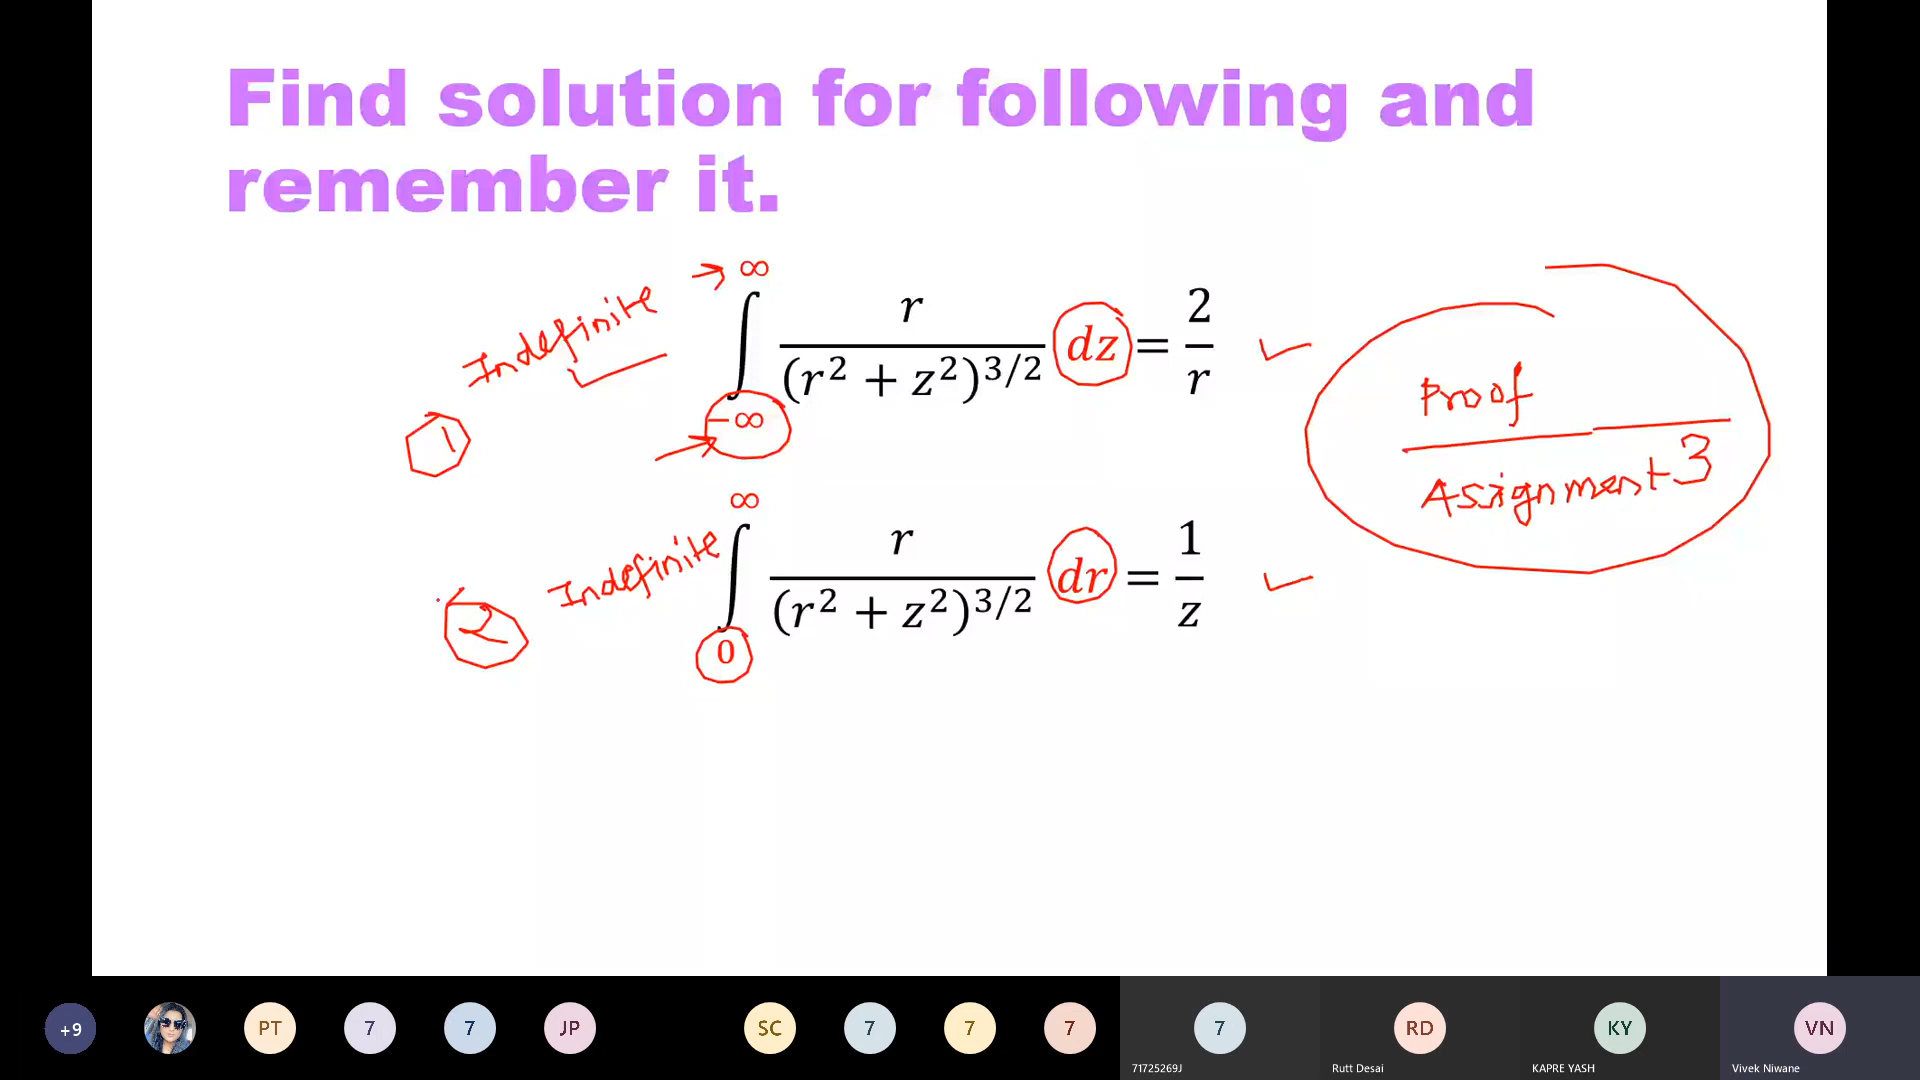 Find solution for following and
remember it.
Indefinite
1
∞
∫ r/(r² + z²)^3/2 dz = 2/r
−∞
Proof
Assignment 3
2
Indefinite
∞
∫ r/(r² + z²)^3/2 dr = 1/z
0
+9
PT
7
7
JP
SC
7
7
7
7
RD
KY
VN
71725269J
Rutt Desai
KAPRE YASH
Vivek Niwane